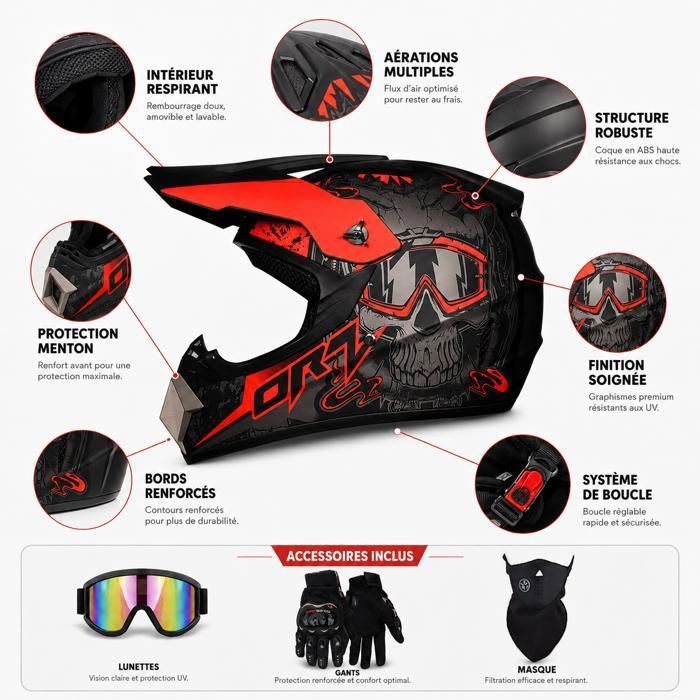 INTÉRIEUR
RESPIRANT
Rembourrage doux,
amovible et lavable.
AÉRATIONS
MULTIPLES
Flux d'air optimisé
pour rester au frais.
STRUCTURE
ROBUSTE
Coque en ABS haute
résistance aux chocs.
PROTECTION
MENTON
Renfort avant pour une
protection maximale.
ORZ
FINITION
SOIGNÉE
Graphismes premium
résistants aux UV.
BORDS
RENFORCÉS
Contours renforcés
pour plus de durabilité.
SYSTÈME
DE BOUCLE
Boucle réglable
rapide et sécurisée.
ACCESSOIRES INCLUS
LUNETTES
Vision claire et protection UV.
GANTS
Protection renforcée et confort optimal.
MASQUE
Filtration efficace et respirant.